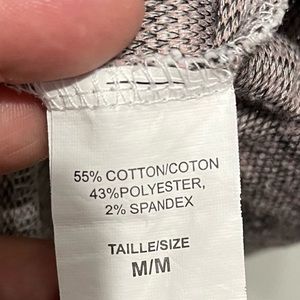 55% COTTON/COTON
43%POLYESTER,
2% SPANDEX
TAILLE/SIZE
M/M